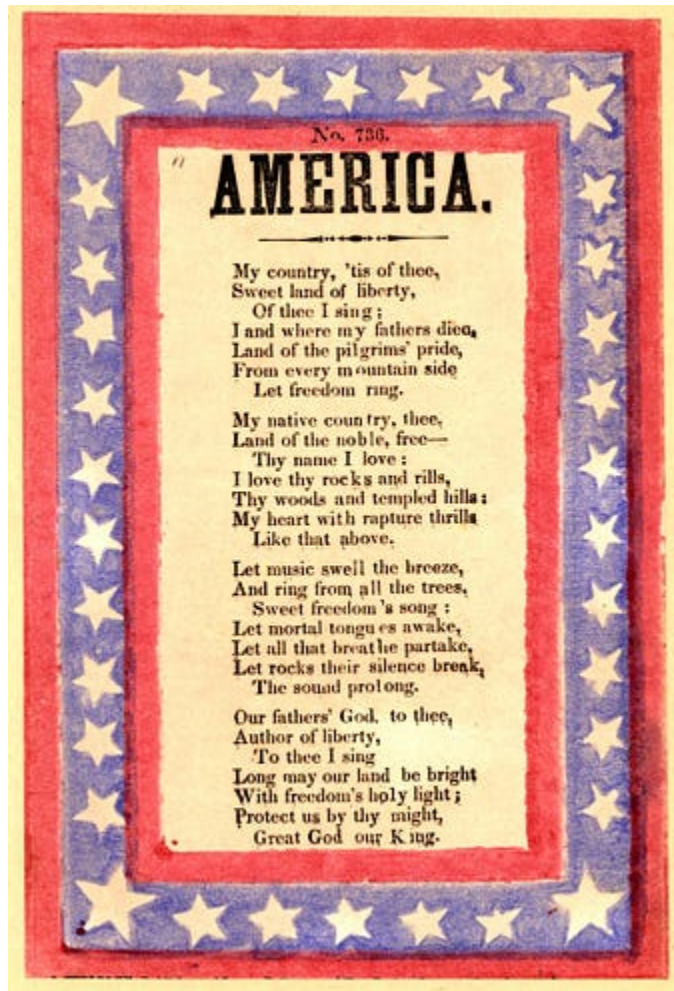 No. 736.
AMERICA.
My country, 'tis of thee,
Sweet land of liberty,
Of thee I sing;
Land where my fathers died,
Land of the pilgrims' pride,
From every mountain side
Let freedom ring.
My native country, thee,
Land of the noble, free—
Thy name I love:
I love thy rocks and rills,
Thy woods and templed hills:
My heart with rapture thrills
Like that above.
Let music swell the breeze,
And ring from all the trees,
Sweet freedom's song:
Let mortal tongues awake,
Let all that breathe partake,
Let rocks their silence break,
The sound prolong.
Our fathers' God, to thee,
Author of liberty,
To thee I sing
Long may our land be bright
With freedom's holy light;
Protect us by thy might,
Great God our King.